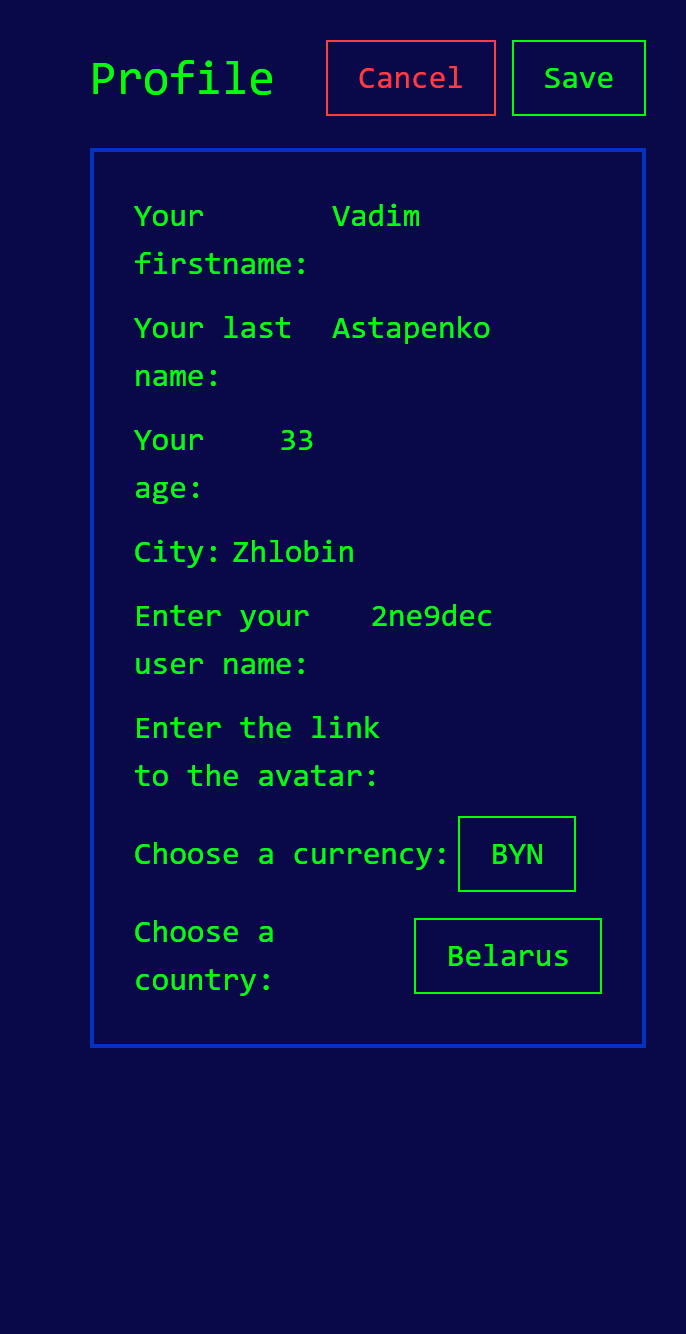 Profile Cancel Save
Your Vadim
firstname:
Your last Astapenko
name:
Your 33
age:
City: Zhlobin
Enter your 2ne9dec
user name:
Enter the link
to the avatar:
Choose a currency: BYN
Choose a
country: Belarus